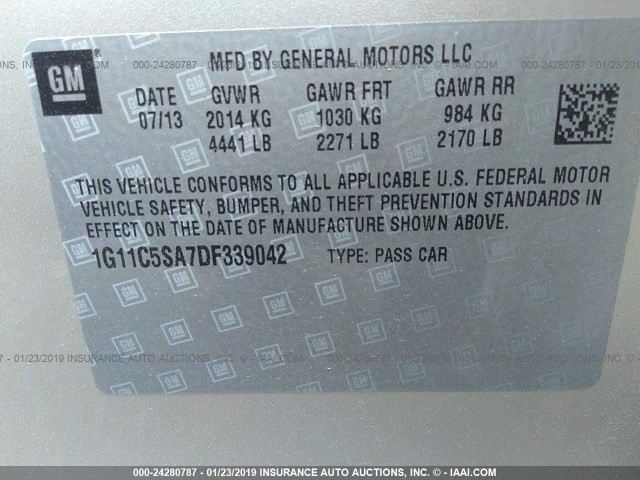 GM
MFD BY GENERAL MOTORS LLC
DATE GVWR GAWR FRT GAWR RR
07/13 2014 KG 1030 KG 984 KG
4441 LB 2271 LB 2170 LB
THIS VEHICLE CONFORMS TO ALL APPLICABLE U.S. FEDERAL MOTOR
VEHICLE SAFETY, BUMPER, AND THEFT PREVENTION STANDARDS IN
EFFECT ON THE DATE OF MANUFACTURE SHOWN ABOVE.
1G11C5SA7DF339042 TYPE: PASS CAR
000-24280787 - 01/23/2019 INSURANCE AUTO AUCTIONS, INC. - © IAAI.COM